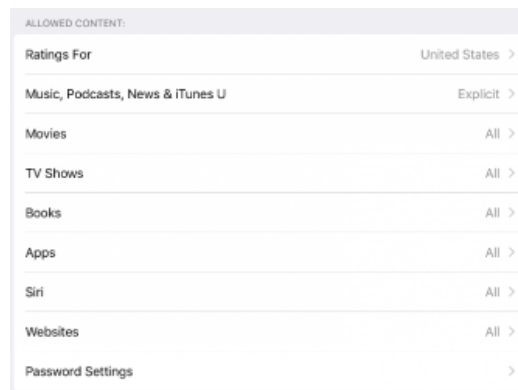 ALLOWED CONTENT:
Ratings For United States >
Music, Podcasts, News & iTunes U Explicit >
Movies All >
TV Shows All >
Books All >
Apps All >
Siri All >
Websites All >
Password Settings >